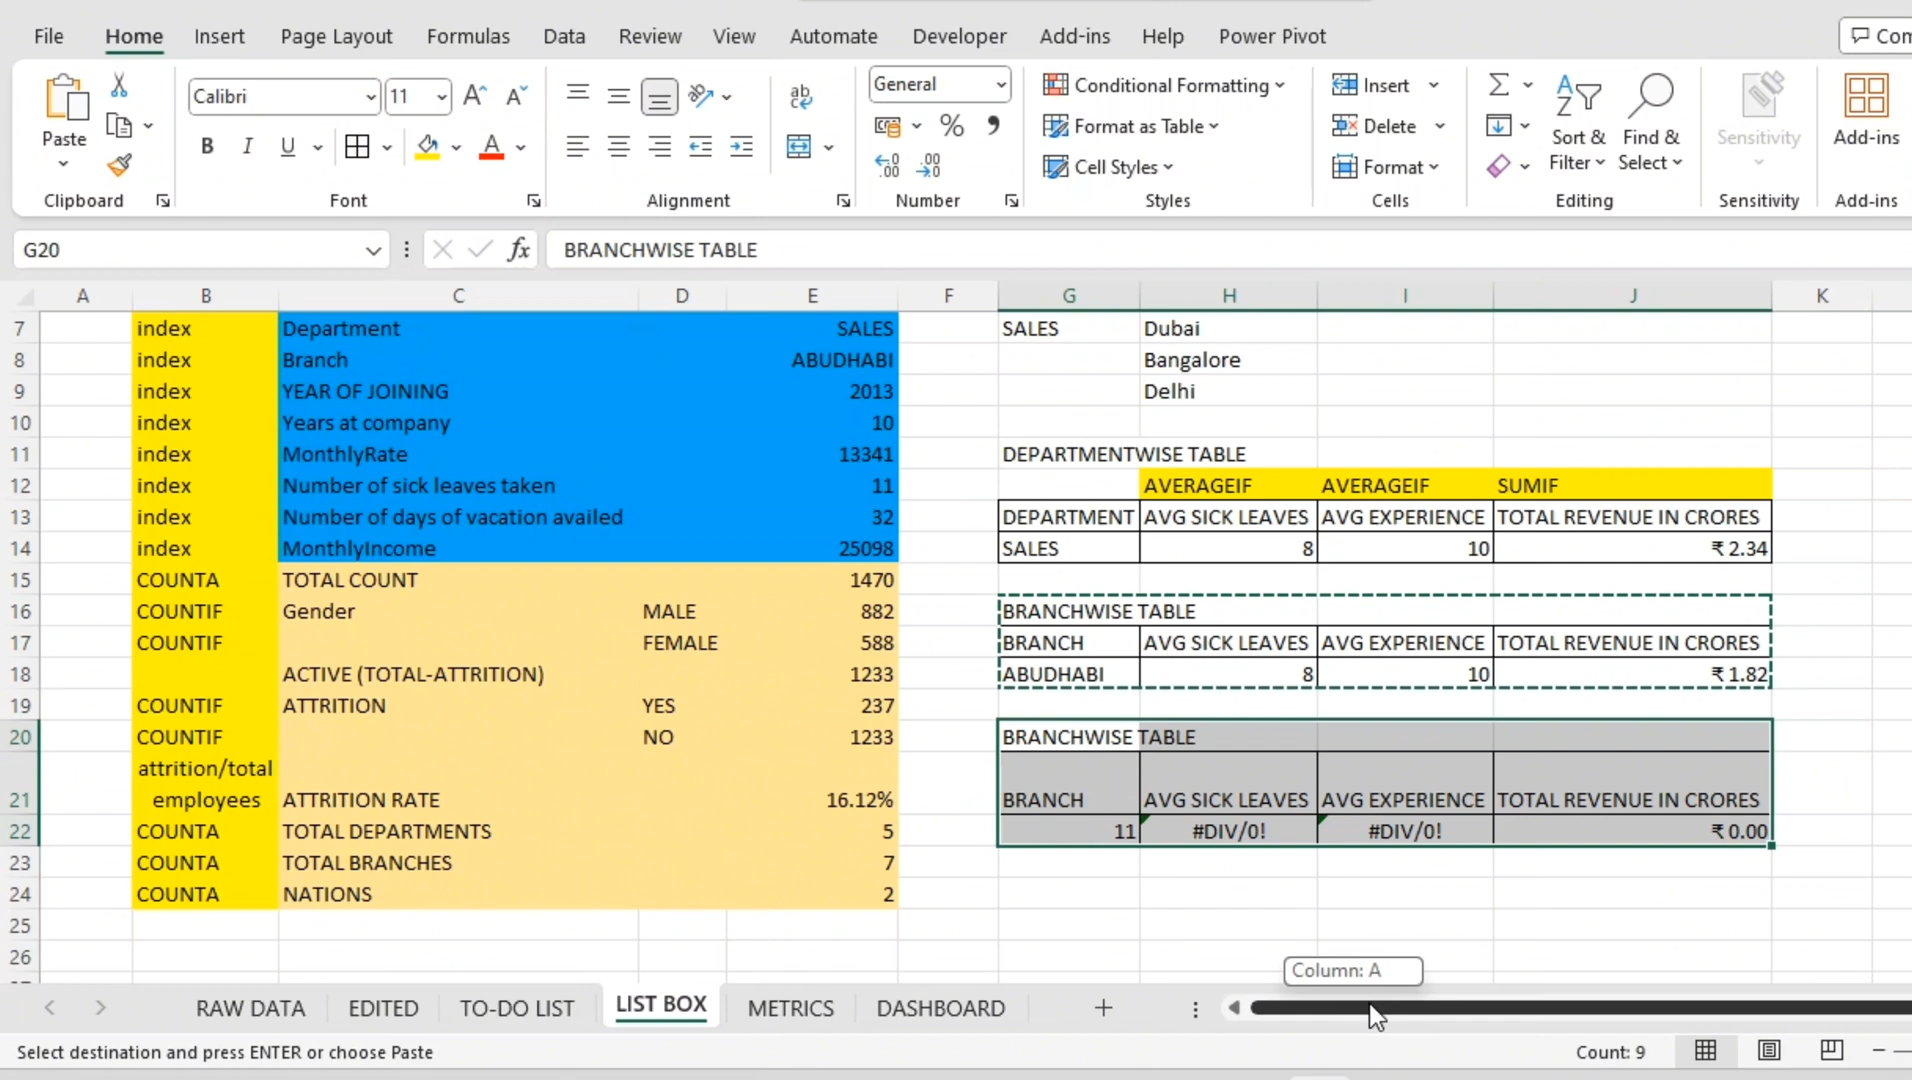 File Home Insert Page Layout Formulas Data Review View Automate Developer Add-ins Help Power Pivot
Paste
Clipboard
Calibri 11
B I U
Font
ab
Alignment
General
% 9
Number
Conditional Formatting
Format as Table
Cell Styles
Styles
Insert
Delete
Format
Cells
Sort & Filter
Find & Select
Editing
Sensitivity
Sensitivity
Add-ins
Add-ins
G20 fx BRANCHWISE TABLE
A B C D E F G H I J K
7 index Department SALES SALES Dubai
8 index Branch ABUDHABI Bangalore
9 index YEAR OF JOINING 2013 Delhi
10 index Years at company 10
11 index MonthlyRate 13341 DEPARTMENTWISE TABLE
12 index Number of sick leaves taken 11 AVERAGEIF AVERAGEIF SUMIF
13 index Number of days of vacation availed 32 DEPARTMENT AVG SICK LEAVES AVG EXPERIENCE TOTAL REVENUE IN CRORES
14 index MonthlyIncome 25098 SALES 8 10 ₹ 2.34
15 COUNTA TOTAL COUNT 1470
16 COUNTIF Gender MALE 882 BRANCHWISE TABLE
17 COUNTIF FEMALE 588 BRANCH AVG SICK LEAVES AVG EXPERIENCE TOTAL REVENUE IN CRORES
18 ACTIVE (TOTAL-ATTRITION) 1233 ABUDHABI 8 10 ₹ 1.82
19 COUNTIF ATTRITION YES 237
20 COUNTIF NO 1233 BRANCHWISE TABLE
attrition/total
21 employees ATTRITION RATE 16.12% BRANCH AVG SICK LEAVES AVG EXPERIENCE TOTAL REVENUE IN CRORES
22 COUNTA TOTAL DEPARTMENTS 5 11 #DIV/0! #DIV/0! ₹ 0.00
23 COUNTA TOTAL BRANCHES 7
24 COUNTA NATIONS 2
25
26
Column: A
RAW DATA EDITED TO-DO LIST LIST BOX METRICS DASHBOARD
Select destination and press ENTER or choose Paste Count: 9